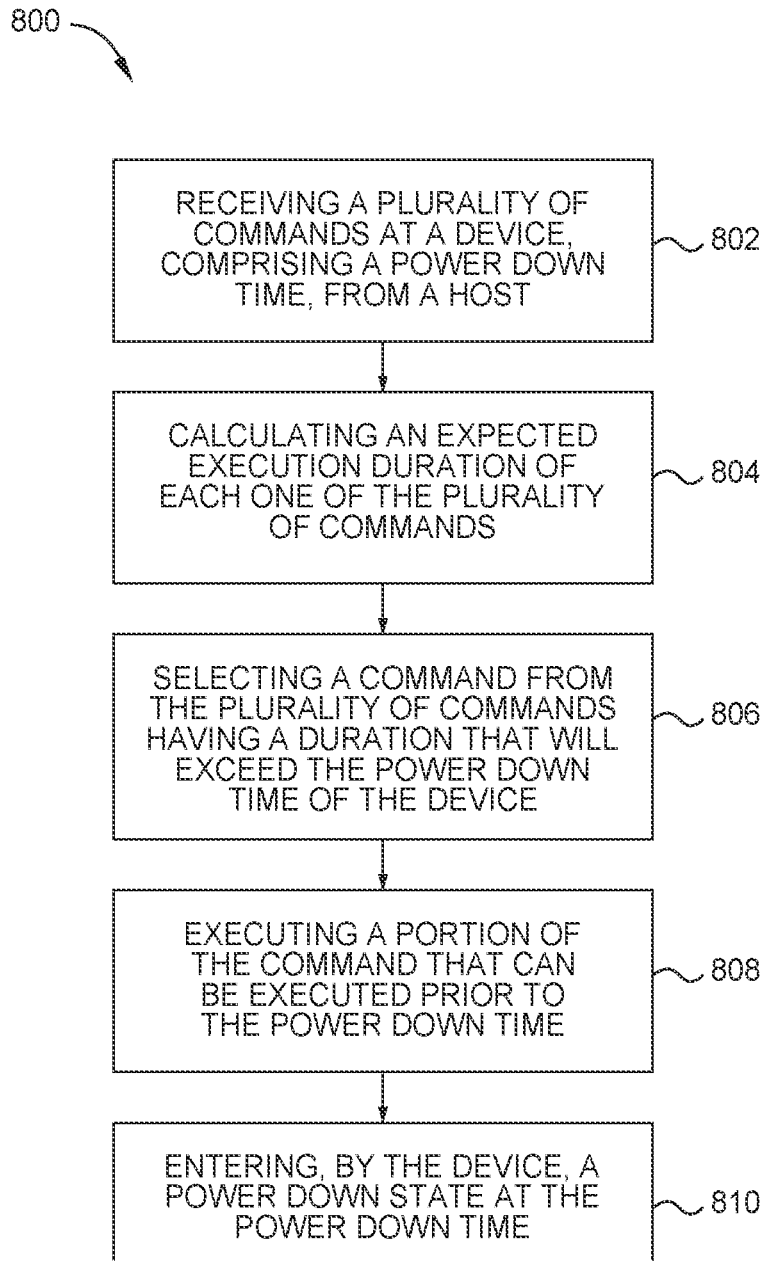 800
RECEIVING A PLURALITY OF
COMMANDS AT A DEVICE,
COMPRISING A POWER DOWN
TIME, FROM A HOST
802
CALCULATING AN EXPECTED
EXECUTION DURATION OF
EACH ONE OF THE PLURALITY
OF COMMANDS
804
SELECTING A COMMAND FROM
THE PLURALITY OF COMMANDS
HAVING A DURATION THAT WILL
EXCEED THE POWER DOWN
TIME OF THE DEVICE
806
EXECUTING A PORTION OF
THE COMMAND THAT CAN
BE EXECUTED PRIOR TO
THE POWER DOWN TIME
808
ENTERING, BY THE DEVICE, A
POWER DOWN STATE AT THE
POWER DOWN TIME
810